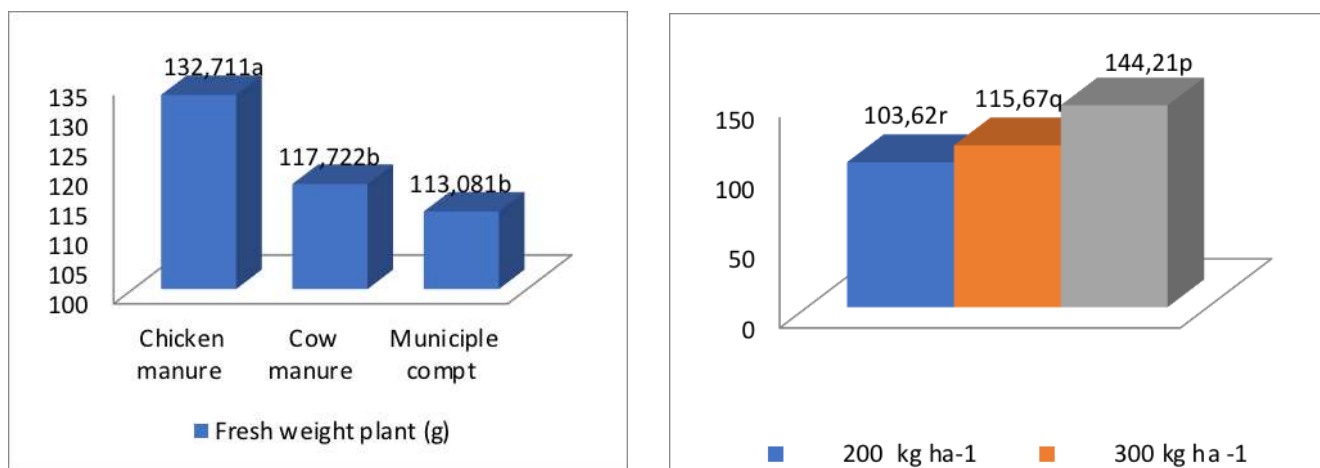 132,711a
117,722b
113,081b
135
130
125
120
115
110
105
100
Chicken manure
Cow manure
Municiple compt
Fresh weight plant (g)
144,21p
115,67q
103,62r
150
100
50
0
200 kg ha-1
300 kg ha -1